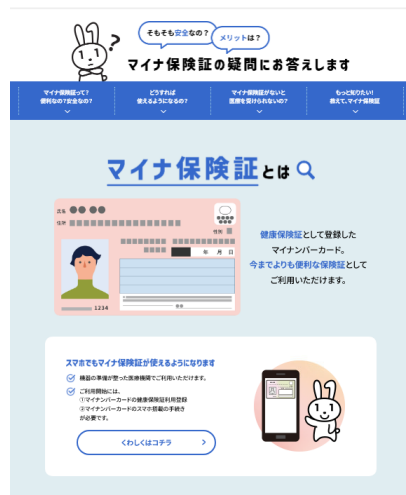 そもそも安全なの？
メリットは？
マイナ保険証の疑問にお答えします
マイナ保険証って？
便利なの？安全なの？
どうすれば
使えるようになるの？
マイナ保険証がないと
医療を受けられないの？
もっと知りたい！
教えて、マイナ保険証
マイナ保険証とは
氏名
住所
性別
年 月 日
1234
健康保険証として登録した
マイナンバーカード。
今までよりも便利な保険証として
ご利用いただけます。
スマホでもマイナ保険証が使えるようになります
機器の準備が整った医療機関でご利用いただけます。
ご利用開始には、
①マイナンバーカードの健康保険証利用登録
②マイナンバーカードのスマホ搭載の手続き
が必要です。
くわしくはコチラ